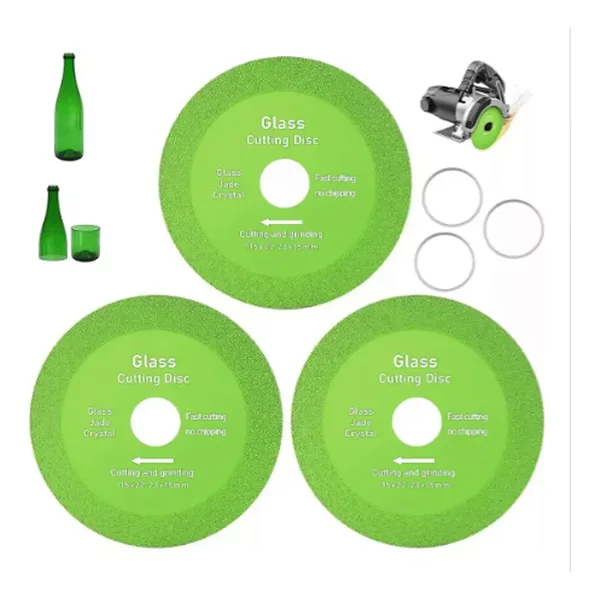 Glass
Cutting Disc
Glass
Jade
Crystal
Fast cutting
no chipping
Cutting and grinding
Glass
Cutting Disc
Glass
Jade
Crystal
Fast cutting
no chipping
Cutting and grinding
Glass
Cutting Disc
Glass
Jade
Crystal
Fast cutting
no chipping
Cutting and grinding